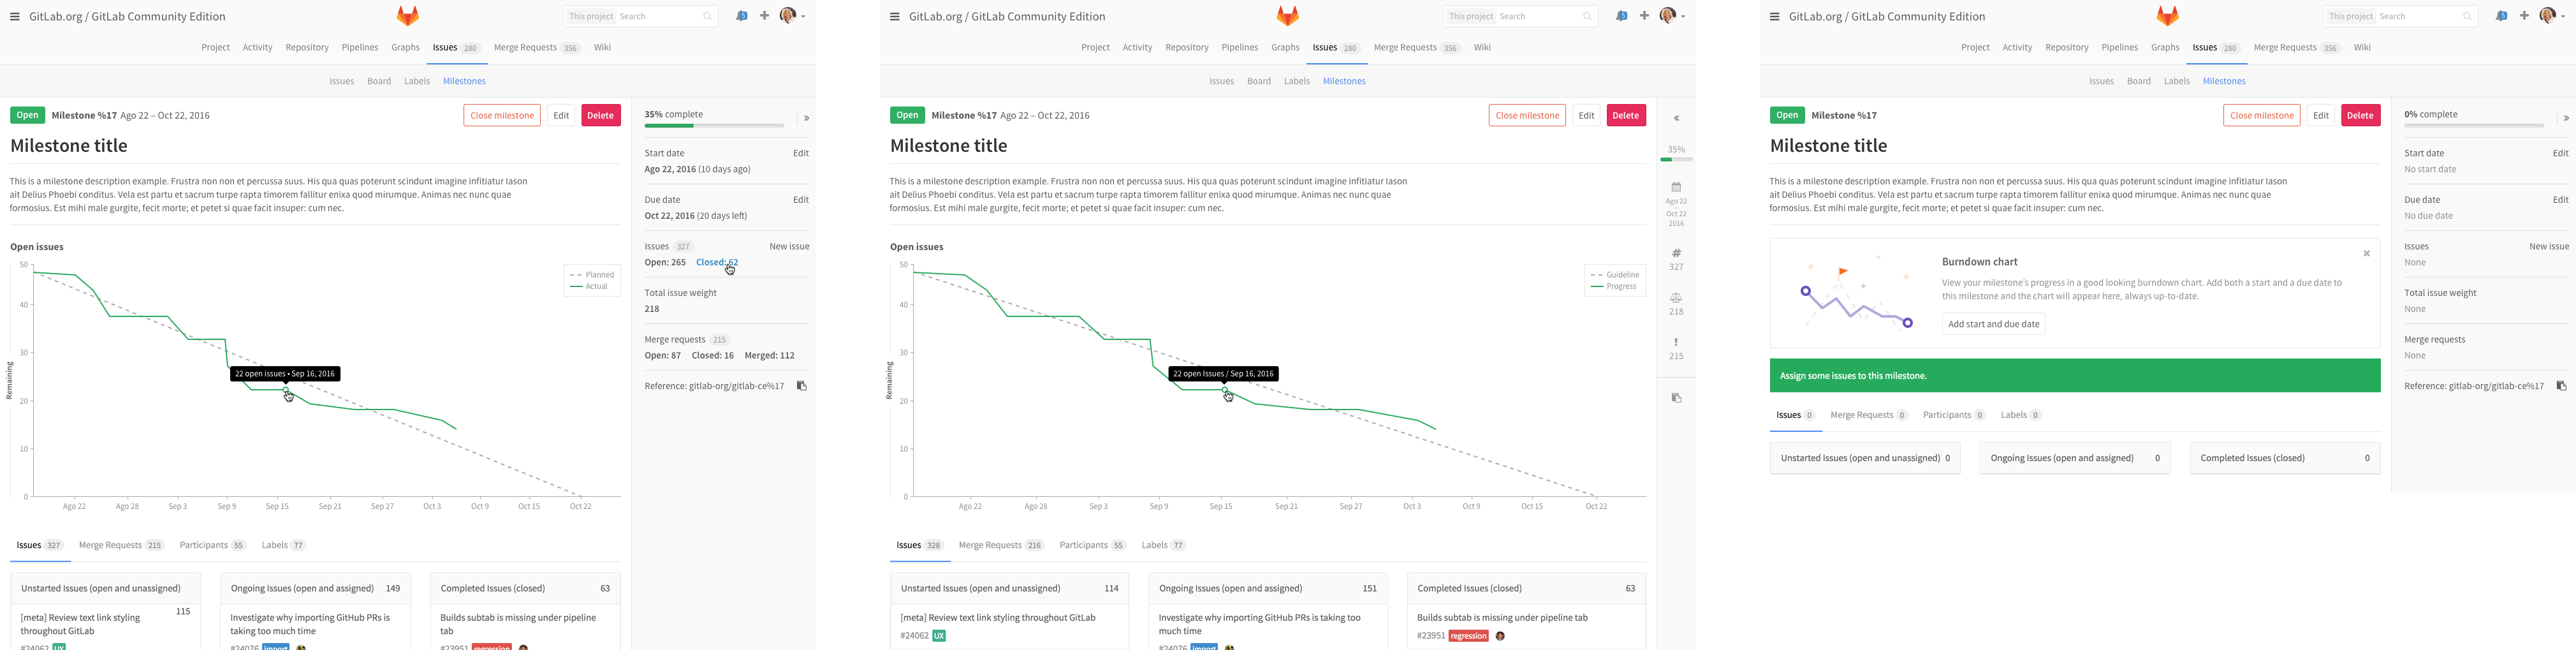 GitLab.org / GitLab Community Edition
This project Search
5
Project Activity Repository Pipelines Graphs Issues 280 Merge Requests 356 Wiki
Issues Board Labels Milestones
Open Milestone %17 Ago 22 – Oct 22, 2016 Close milestone Edit Delete
Milestone title
This is a milestone description example. Frustra non non et percussa suus. His qua quas poterunt scindunt imagine infitiatur Iason
ait Delius Phoebi conditus. Vela est partu et sacrum turpe rapta timorem fallitur enixa quod mirumque. Animas nec nunc quae
formosius. Est mihi male gurgite, fecit morte; et petet si quae facit insuper: cum nec.
Open issues
50
40
30
20
10
0
Remaining
Planned
Actual
22 open issues • Sep 16, 2016
Ago 22 Ago 28 Sep 3 Sep 9 Sep 15 Sep 21 Sep 27 Oct 3 Oct 9 Oct 15 Oct 22
Issues 327 Merge Requests 215 Participants 55 Labels 77
Unstarted Issues (open and unassigned)
115
[meta] Review text link styling
throughout GitLab
#24062 UX
Ongoing Issues (open and assigned) 149
Investigate why importing GitHub PRs is
taking too much time
#24076 import
Completed Issues (closed) 63
Builds subtab is missing under pipeline
tab
#23951 regression
35% complete
Start date Edit
Ago 22, 2016 (10 days ago)
Due date Edit
Oct 22, 2016 (20 days left)
Issues 327 New issue
Open: 265 Closed: 62
Total issue weight
218
Merge requests 215
Open: 87 Closed: 16 Merged: 112
Reference: gitlab-org/gitlab-ce%17
GitLab.org / GitLab Community Edition
This project Search
5
Project Activity Repository Pipelines Graphs Issues 280 Merge Requests 356 Wiki
Issues Board Labels Milestones
Open Milestone %17 Ago 22 – Oct 22, 2016 Close milestone Edit Delete
Milestone title
This is a milestone description example. Frustra non non et percussa suus. His qua quas poterunt scindunt imagine infitiatur Iason
ait Delius Phoebi conditus. Vela est partu et sacrum turpe rapta timorem fallitur enixa quod mirumque. Animas nec nunc quae
formosius. Est mihi male gurgite, fecit morte; et petet si quae facit insuper: cum nec.
Open issues
50
40
30
20
10
0
Remaining
Guideline
Progress
22 open Issues / Sep 16, 2016
Ago 22 Ago 28 Sep 3 Sep 9 Sep 15 Sep 21 Sep 27 Oct 3 Oct 9 Oct 15 Oct 22
Issues 328 Merge Requests 216 Participants 55 Labels 77
Unstarted Issues (open and unassigned) 114
[meta] Review text link styling throughout GitLab
#24062 UX
Ongoing Issues (open and assigned) 151
Investigate why importing GitHub PRs is taking too
much time
#24076 import
Completed Issues (closed) 63
Builds subtab is missing under pipeline tab
#23951 regression
35%
Ago 22
-
Oct 22
2016
#
327
218
!
215
GitLab.org / GitLab Community Edition
This project Search
5
Project Activity Repository Pipelines Graphs Issues 280 Merge Requests 356 Wiki
Issues Board Labels Milestones
Open Milestone %17 Close milestone Edit Delete
Milestone title
This is a milestone description example. Frustra non non et percussa suus. His qua quas poterunt scindunt imagine infitiatur Iason
ait Delius Phoebi conditus. Vela est partu et sacrum turpe rapta timorem fallitur enixa quod mirumque. Animas nec nunc quae
formosius. Est mihi male gurgite, fecit morte; et petet si quae facit insuper: cum nec.
Burndown chart
View your milestone's progress in a good looking burndown chart. Add both a start and a due date to
this milestone and the chart will appear here, always up-to-date.
Add start and due date
Assign some issues to this milestone.
Issues 0 Merge Requests 0 Participants 0 Labels 0
Unstarted Issues (open and unassigned) 0
Ongoing Issues (open and assigned) 0
Completed Issues (closed) 0
0% complete
Start date Edit
No start date
Due date Edit
No due date
Issues New issue
None
Total issue weight
None
Merge requests
None
Reference: gitlab-org/gitlab-ce%17